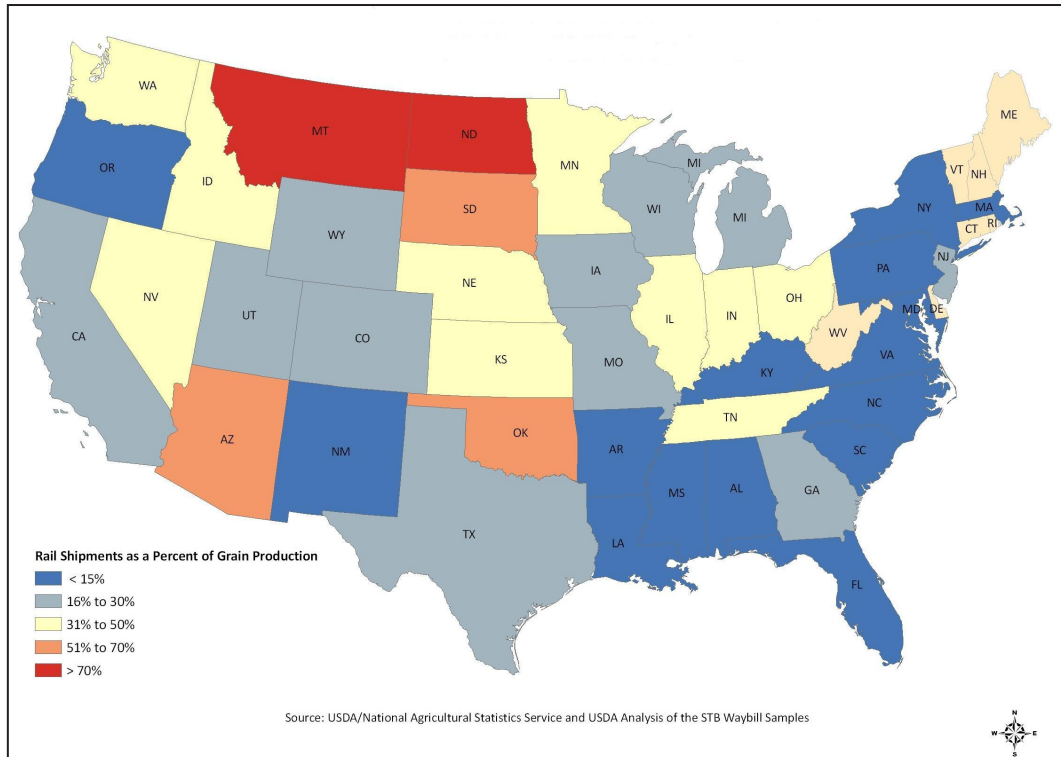 WA
OR
ID
MT
ND
MN
SD
WY
NV
UT
CA
CO
NE
KS
AZ
NM
OK
TX
WI
MI
MI
IA
MO
IL
IN
OH
KY
TN
AR
LA
MS
AL
GA
FL
SC
NC
VA
WV
MD
DE
PA
NJ
NY
CT
RI
MA
VT
NH
ME
Rail Shipments as a Percent of Grain Production
< 15%
16% to 30%
31% to 50%
51% to 70%
> 70%
Source: USDA/National Agricultural Statistics Service and USDA Analysis of the STB Waybill Samples
N
W
E
S